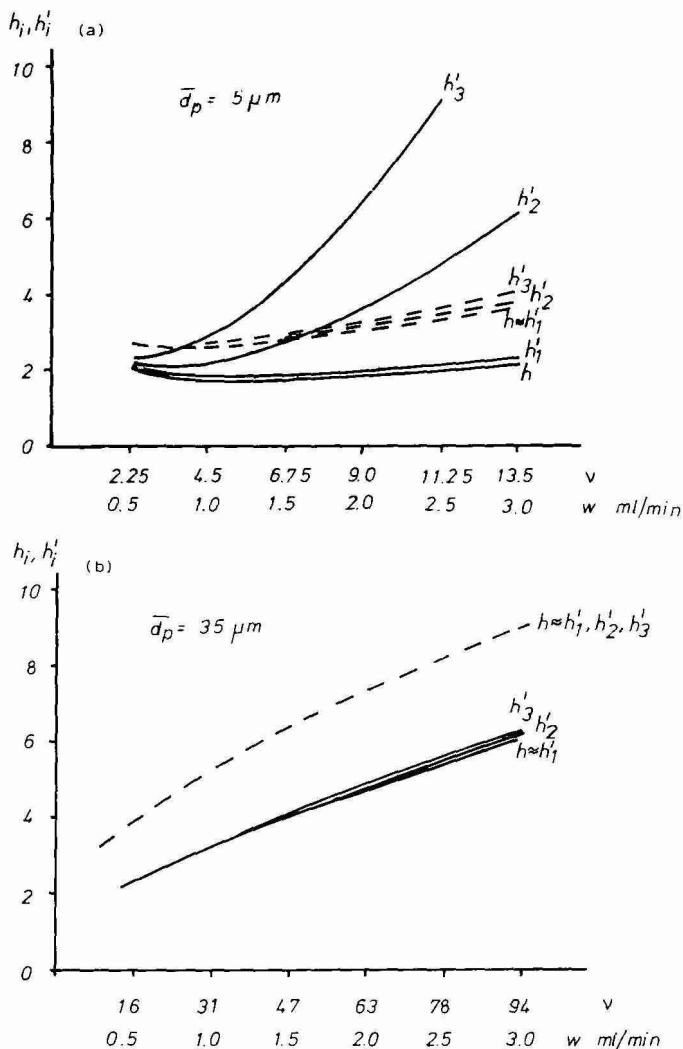 h_i, h'_i (a)
10
d̄_p = 5 μm
h'_3
8
6
h'_2
4
h'_3 h'_2
h≈h'_1
2
h'_1
h
0
2.25 4.5 6.75 9.0 11.25 13.5 ν
0.5 1.0 1.5 2.0 2.5 3.0 w ml/min
h_i, h'_i (b)
10
d̄_p = 35 μm
h≈h'_1, h'_2, h'_3
8
6
h'_3 h'_2
h≈h'_1
4
2
0
16 31 47 63 78 94 ν
0.5 1.0 1.5 2.0 2.5 3.0 w ml/min